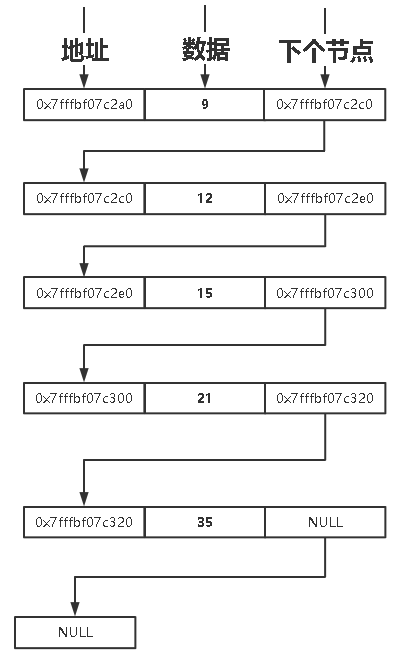 地址 数据 下个节点
0x7fffbf07c2a0 9 0x7fffbf07c2c0
0x7fffbf07c2c0 12 0x7fffbf07c2e0
0x7fffbf07c2e0 15 0x7fffbf07c300
0x7fffbf07c300 21 0x7fffbf07c320
0x7fffbf07c320 35 NULL
NULL